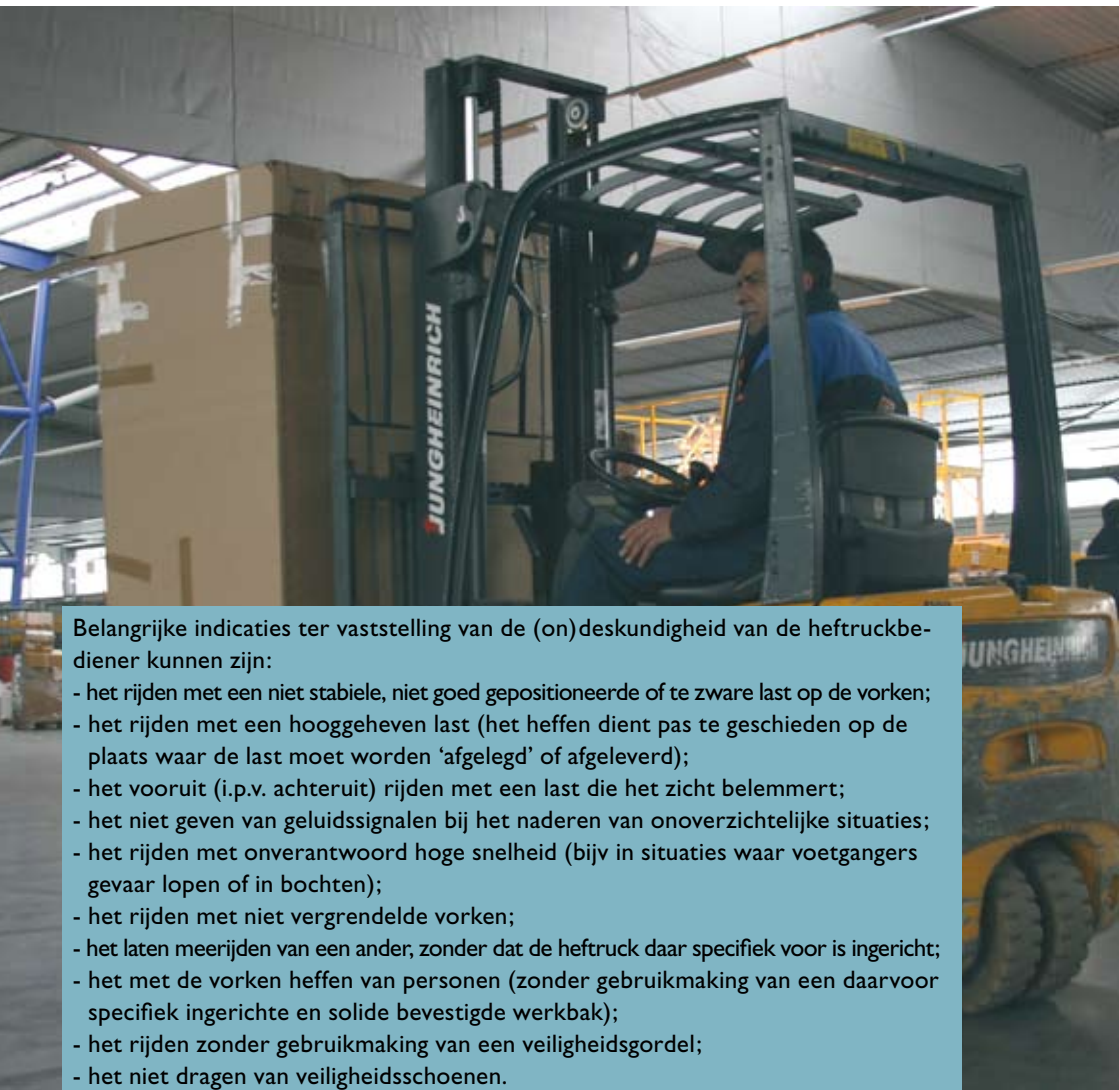 JUNGHEINRICH
JUNGHEINRICH
Belangrijke indicaties ter vaststelling van de (on)deskundigheid van de heftruckbe-
diener kunnen zijn:
- het rijden met een niet stabiele, niet goed gepositioneerde of te zware last op de vorken;
- het rijden met een hooggeheven last (het heffen dient pas te geschieden op de
plaats waar de last moet worden ‘afgelegd’ of afgeleverd);
- het vooruit (i.p.v. achteruit) rijden met een last die het zicht belemmert;
- het niet geven van geluidssignalen bij het naderen van onoverzichtelijke situaties;
- het rijden met onverantwoord hoge snelheid (bijv in situaties waar voetgangers
gevaar lopen of in bochten);
- het rijden met niet vergrendelde vorken;
- het laten meerijden van een ander, zonder dat de heftruck daar specifiek voor is ingericht;
- het met de vorken heffen van personen (zonder gebruikmaking van een daarvoor
specifiek ingerichte en solide bevestigde werkbak);
- het rijden zonder gebruikmaking van een veiligheidsgordel;
- het niet dragen van veiligheidsschoenen.